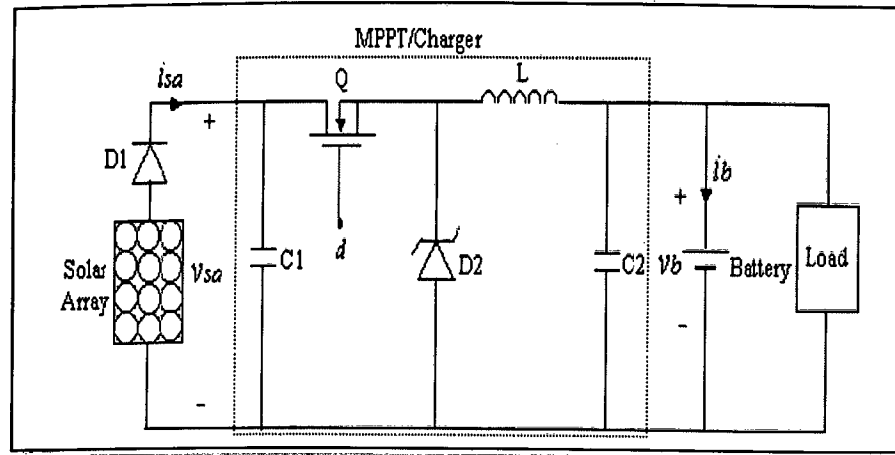 MPPT/Charger
isa
Q
L
+
D1
ib
+
d
C1
D2
C2
vb
Battery
Load
Solar
Array
vsa
-
-